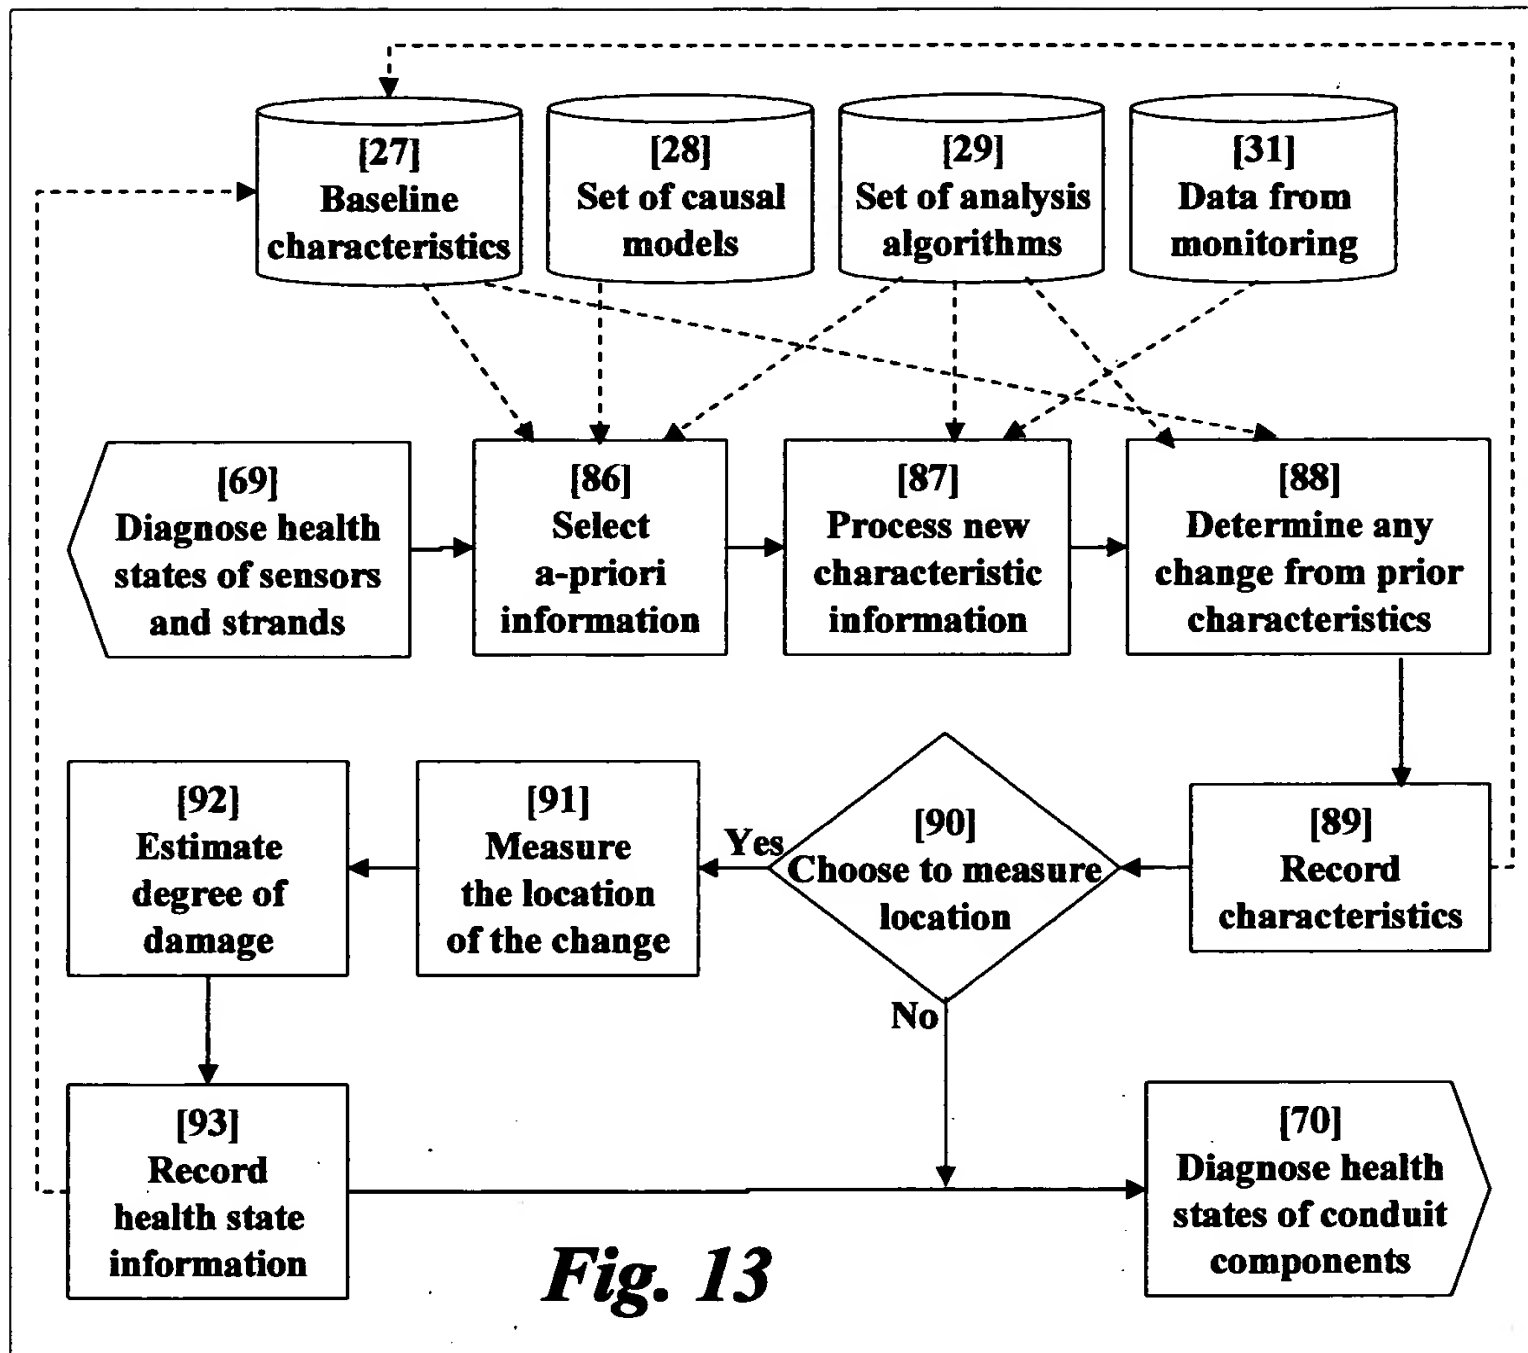 [27]
Baseline
characteristics
[28]
Set of causal
models
[29]
Set of analysis
algorithms
[31]
Data from
monitoring
[69]
Diagnose health
states of sensors
and strands
[86]
Select
a-priori
information
[87]
Process new
characteristic
information
[88]
Determine any
change from prior
characteristics
[92]
Estimate
degree of
damage
[91]
Measure
the location
of the change
Yes
[90]
Choose to measure
location
No
[89]
Record
characteristics
[93]
Record
health state
information
[70]
Diagnose health
states of conduit
components
Fig. 13